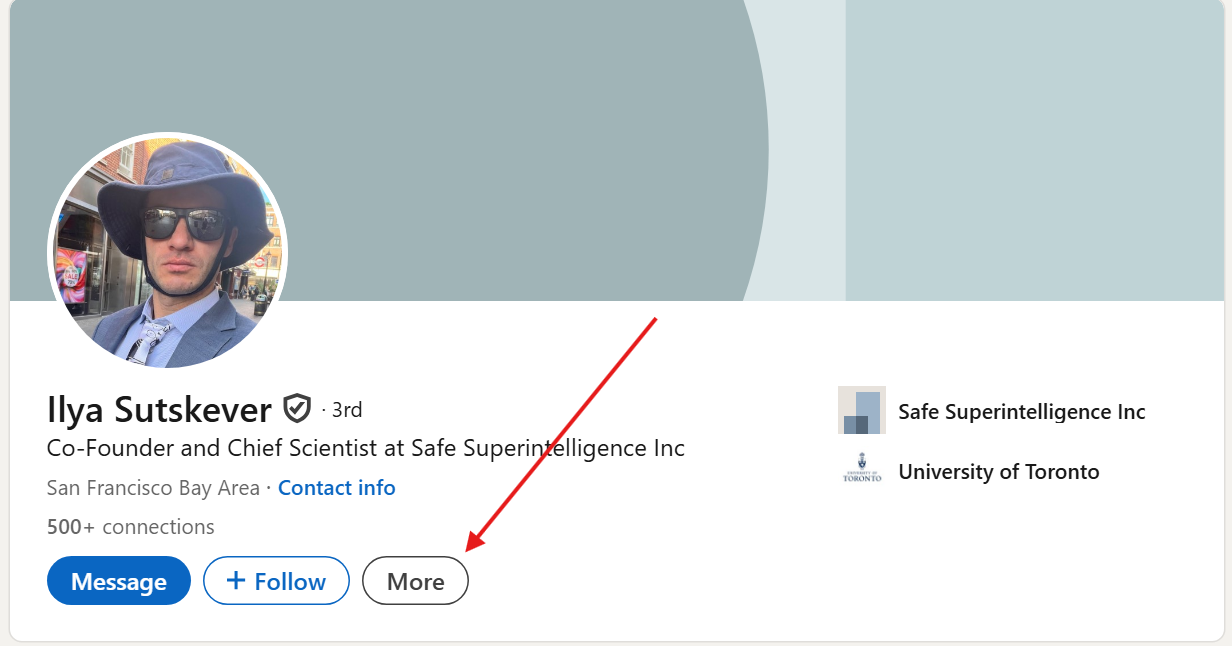 SALE
Ilya Sutskever · 3rd
Co-Founder and Chief Scientist at Safe Superintelligence Inc
San Francisco Bay Area · Contact info
500+ connections
Message
+ Follow
More
Safe Superintelligence Inc
UNIVERSITY OF
TORONTO
University of Toronto